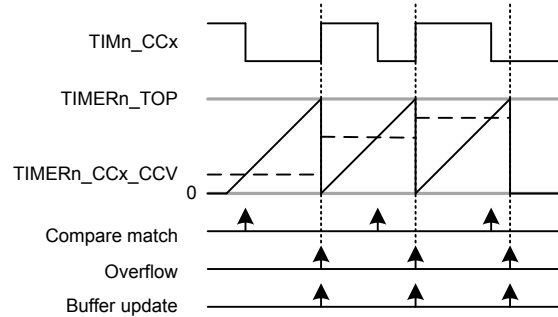 TIMn_CCx
TIMERn_TOP
TIMERn_CCx_CCV
0
Compare match
Overflow
Buffer update